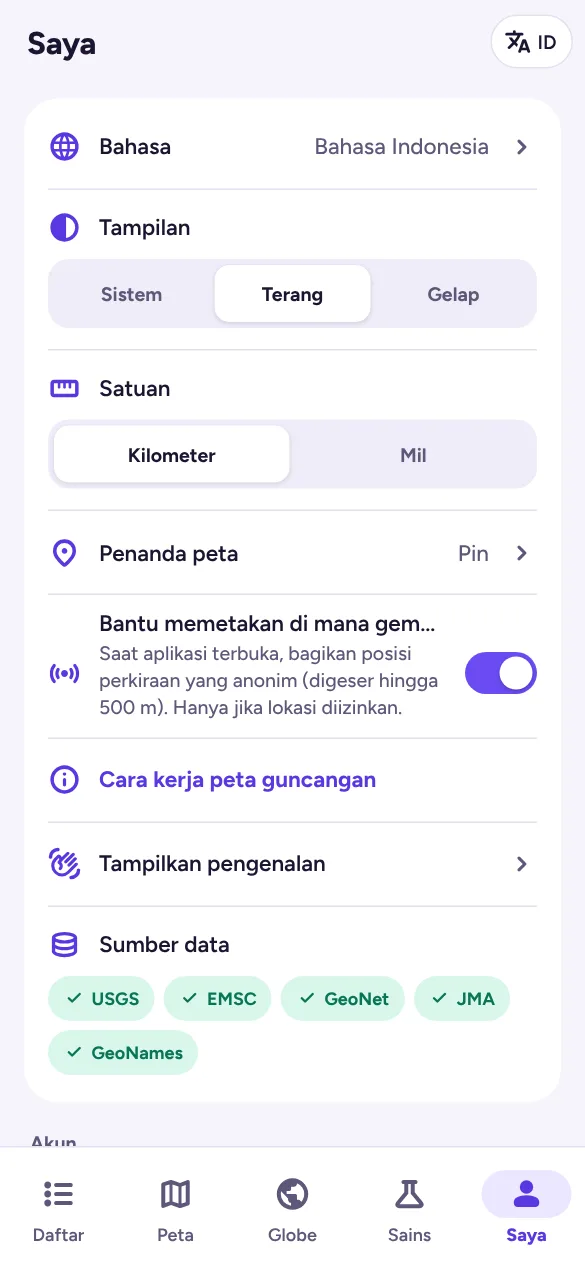 Saya
ID
Bahasa
Bahasa Indonesia
Tampilan
Sistem
Terang
Gelap
Satuan
Kilometer
Mil
Penanda peta
Pin
Bantu memetakan di mana gem...
Saat aplikasi terbuka, bagikan posisi
perkiraan yang anonim (digeser hingga
500 m). Hanya jika lokasi diizinkan.
Cara kerja peta guncangan
Tampilkan pengenalan
Sumber data
USGS
EMSC
GeoNet
JMA
GeoNames
Akun
Daftar
Peta
Globe
Sains
Saya